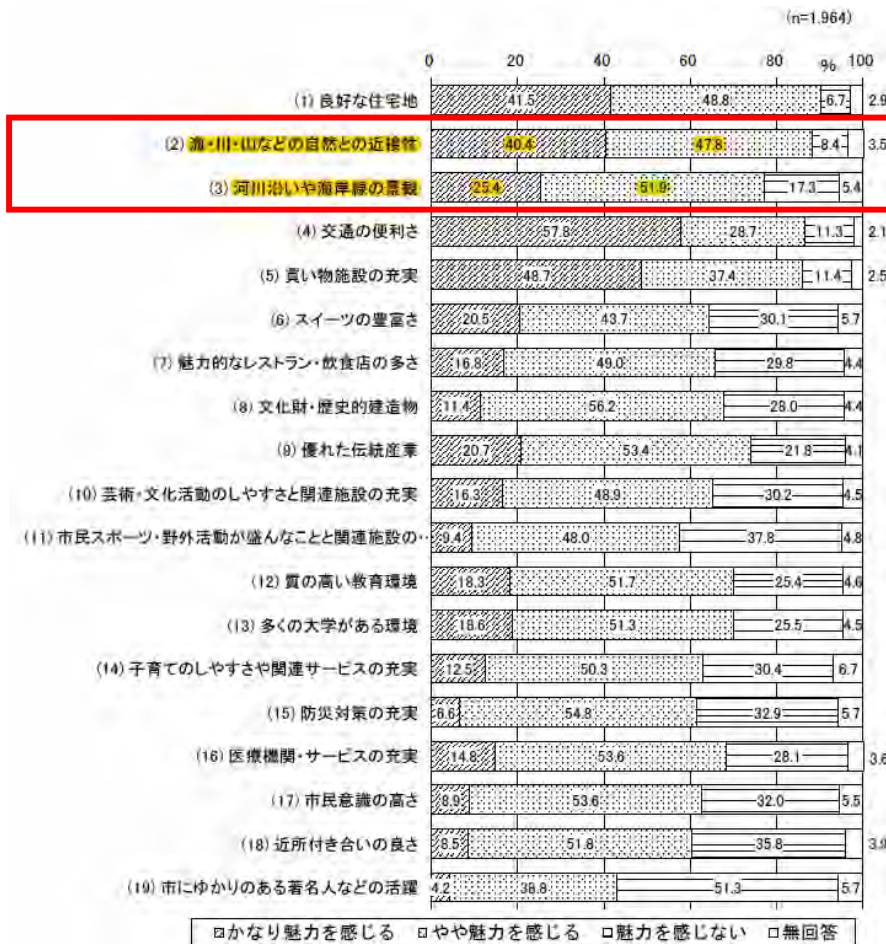 (n=1.964)
0 20 40 60 80 % 100
(1) 良好な住宅地 41.5 48.8 6.7 2.9
(2) 海・川・山などの自然との近接性 40.4 47.8 8.4 3.5
(3) 河川沿いや海岸線の景観 25.4 51.9 17.3 5.4
(4) 交通の便利さ 57.8 28.7 11.3 2.1
(5) 買い物施設の充実 48.7 37.4 11.4 2.5
(6) スイーツの豊富さ 20.5 43.7 30.1 5.7
(7) 魅力的なレストラン・飲食店の多さ 16.8 49.0 29.8 4.4
(8) 文化財・歴史的建造物 11.4 56.2 28.0 4.4
(9) 優れた伝統産業 20.7 53.4 21.8 4.1
(10) 芸術・文化活動のしやすさと関連施設の充実 16.3 48.9 30.2 4.5
(11) 市民スポーツ・野外活動が盛んなことと関連施設の‥ 9.4 48.0 37.8 4.8
(12) 質の高い教育環境 18.3 51.7 25.4 4.6
(13) 多くの大学がある環境 18.6 51.3 25.5 4.5
(14) 子育てのしやすさや関連サービスの充実 12.5 50.3 30.4 6.7
(15) 防災対策の充実 6.6 54.8 32.9 5.7
(16) 医療機関・サービスの充実 14.8 53.6 28.1 3.6
(17) 市民意識の高さ 8.9 53.6 32.0 5.5
(18) 近所付き合いの良さ 8.5 51.8 35.8 3.9
(19) 市にゆかりのある著名人などの活躍 4.2 38.8 51.3 5.7
かなり魅力を感じる やや魅力を感じる 魅力を感じない 無回答